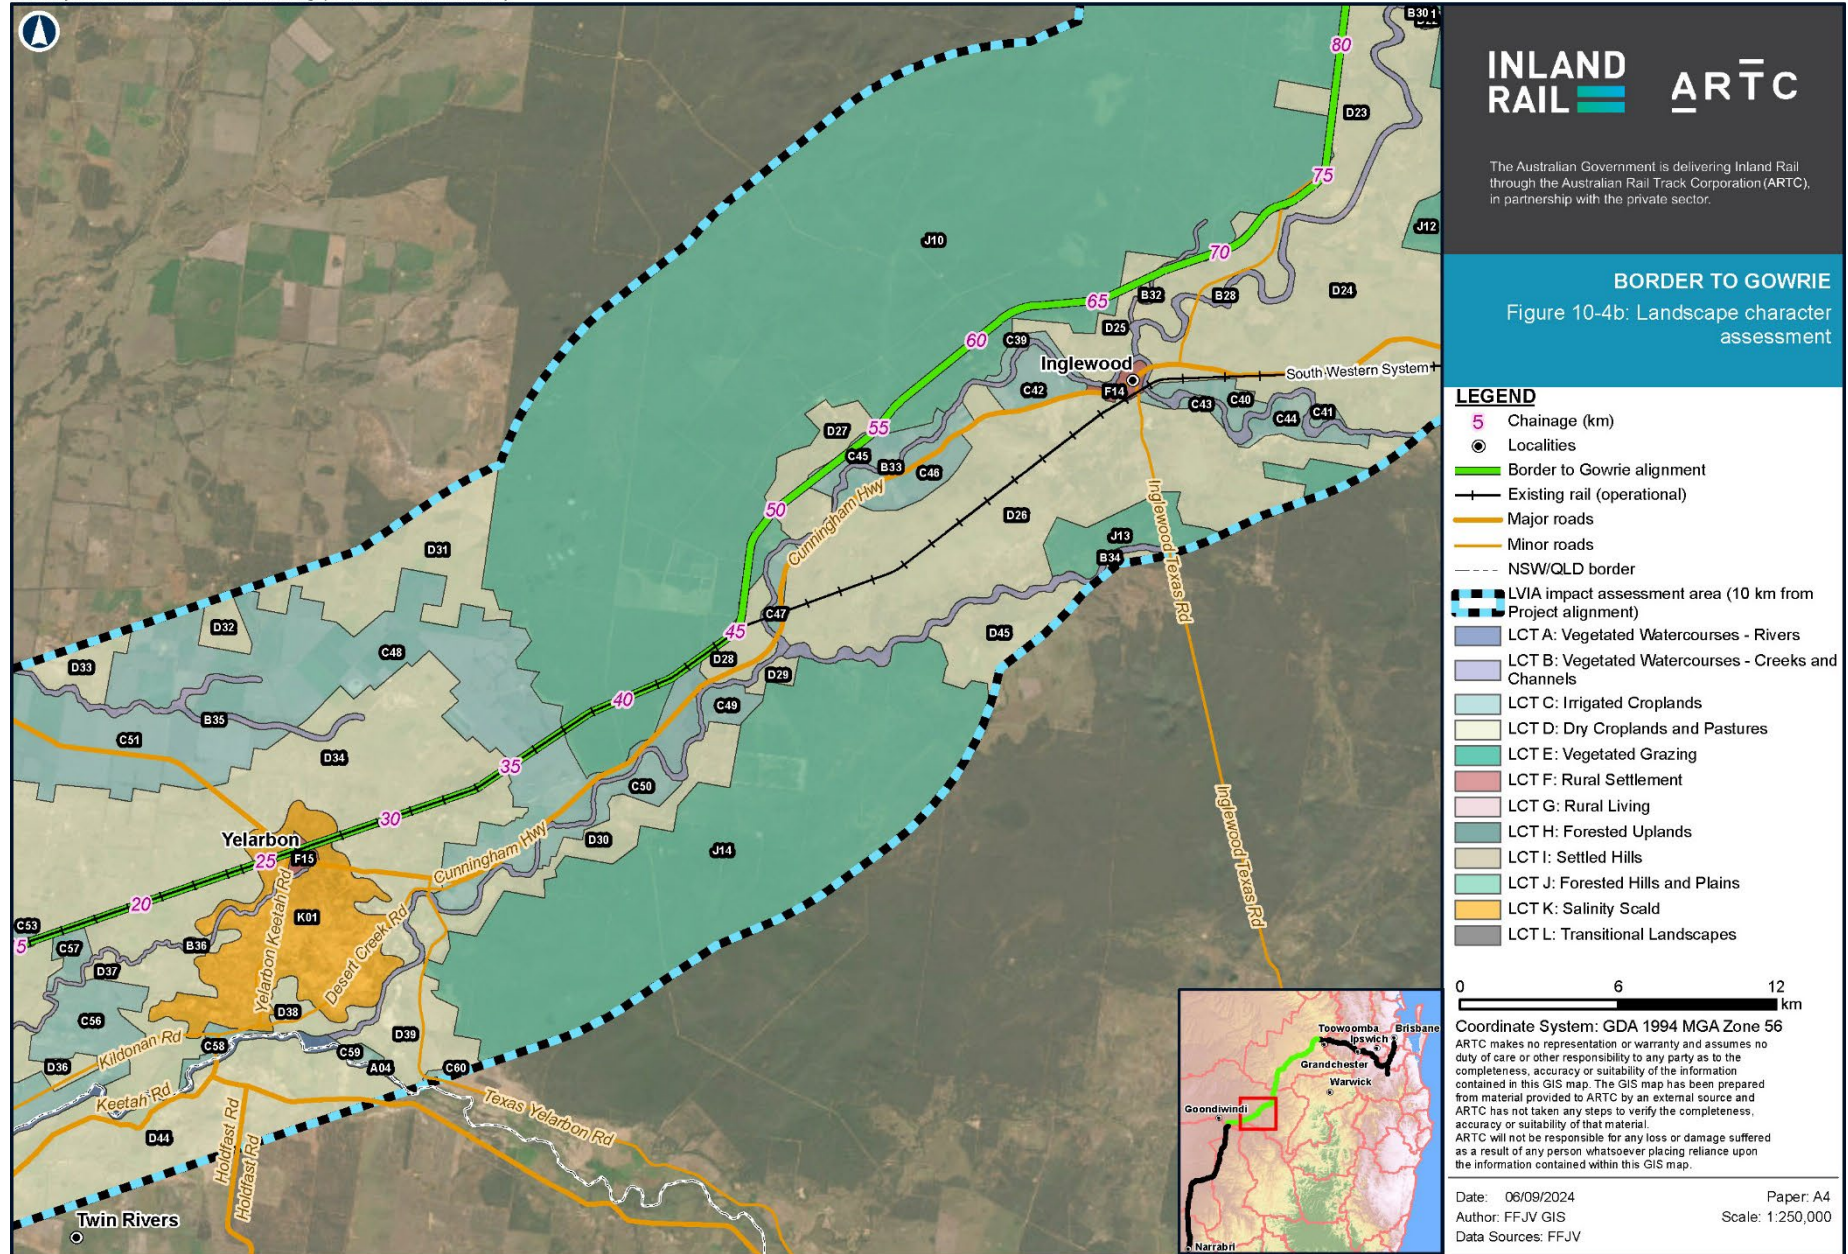 INLAND
RAIL
ARTC
The Australian Government is delivering Inland Rail
through the Australian Rail Track Corporation (ARTC),
in partnership with the private sector.
BORDER TO GOWRIE
Figure 10-4b: Landscape character
assessment
LEGEND
5 Chainage (km)
Localities
Border to Gowrie alignment
Existing rail (operational)
Major roads
Minor roads
NSW/QLD border
LVIA impact assessment area (10 km from
Project alignment)
LCT A: Vegetated Watercourses - Rivers
LCT B: Vegetated Watercourses - Creeks and
Channels
LCT C: Irrigated Croplands
LCT D: Dry Croplands and Pastures
LCT E: Vegetated Grazing
LCT F: Rural Settlement
LCT G: Rural Living
LCT H: Forested Uplands
LCT I: Settled Hills
LCT J: Forested Hills and Plains
LCT K: Salinity Scald
LCT L: Transitional Landscapes
0 6 12
km
Coordinate System: GDA 1994 MGA Zone 56
ARTC makes no representation or warranty and assumes no
duty of care or other responsibility to any party as to the
completeness, accuracy or suitability of the information
contained in this GIS map. The GIS map has been prepared
from material provided to ARTC by an external source and
ARTC has not taken any steps to verify the completeness,
accuracy or suitability of that material.
ARTC will not be responsible for any loss or damage suffered
as a result of any person whatsoever placing reliance upon
the information contained within this GIS map.
Date: 06/09/2024 Paper: A4
Author: FFJV GIS Scale: 1:250,000
Data Sources: FFJV
B30
80
D23
75
J12
J10
70
D24
B32
B28
65
D25
60
C39
Inglewood
South Western System
C42
F14
C43
C40
C44
C41
D27
55
C45
B33
C46
Cunningham Hwy
50
D26
Inglewood Texas Rd
J13
B34
D31
C47
45
D45
D32
C48
D28
D29
D33
40
C49
B35
C51
D34
35
C50
30
Yelarbon
25
F15
Cunningham Hwy
D30
J14
Inglewood Texas Rd
20
C53
5
C57
B36
K01
Yelarbon Keetah Rd
Desert Creek Rd
D37
C56
D38
D39
Kildonan Rd
C58
C59
D36
A04
C60
Keetah Rd
Texas Yelarbon Rd
D44
Holdfast Rd
Holdfast Rd
Twin Rivers
Toowoomba
Brisbane
Ipswich
Grandchester
Warwick
Goondiwindi
Narrabri